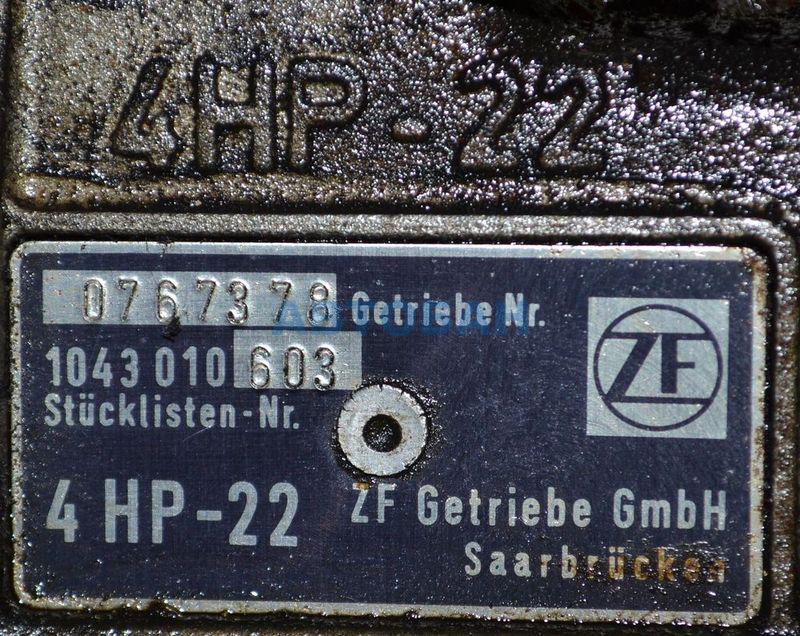 4HP-22
0767378 Getriebe Nr.
1043 010 603
Stücklisten-Nr.
ZF
4 HP-22
ZF Getriebe GmbH
Saarbrücken